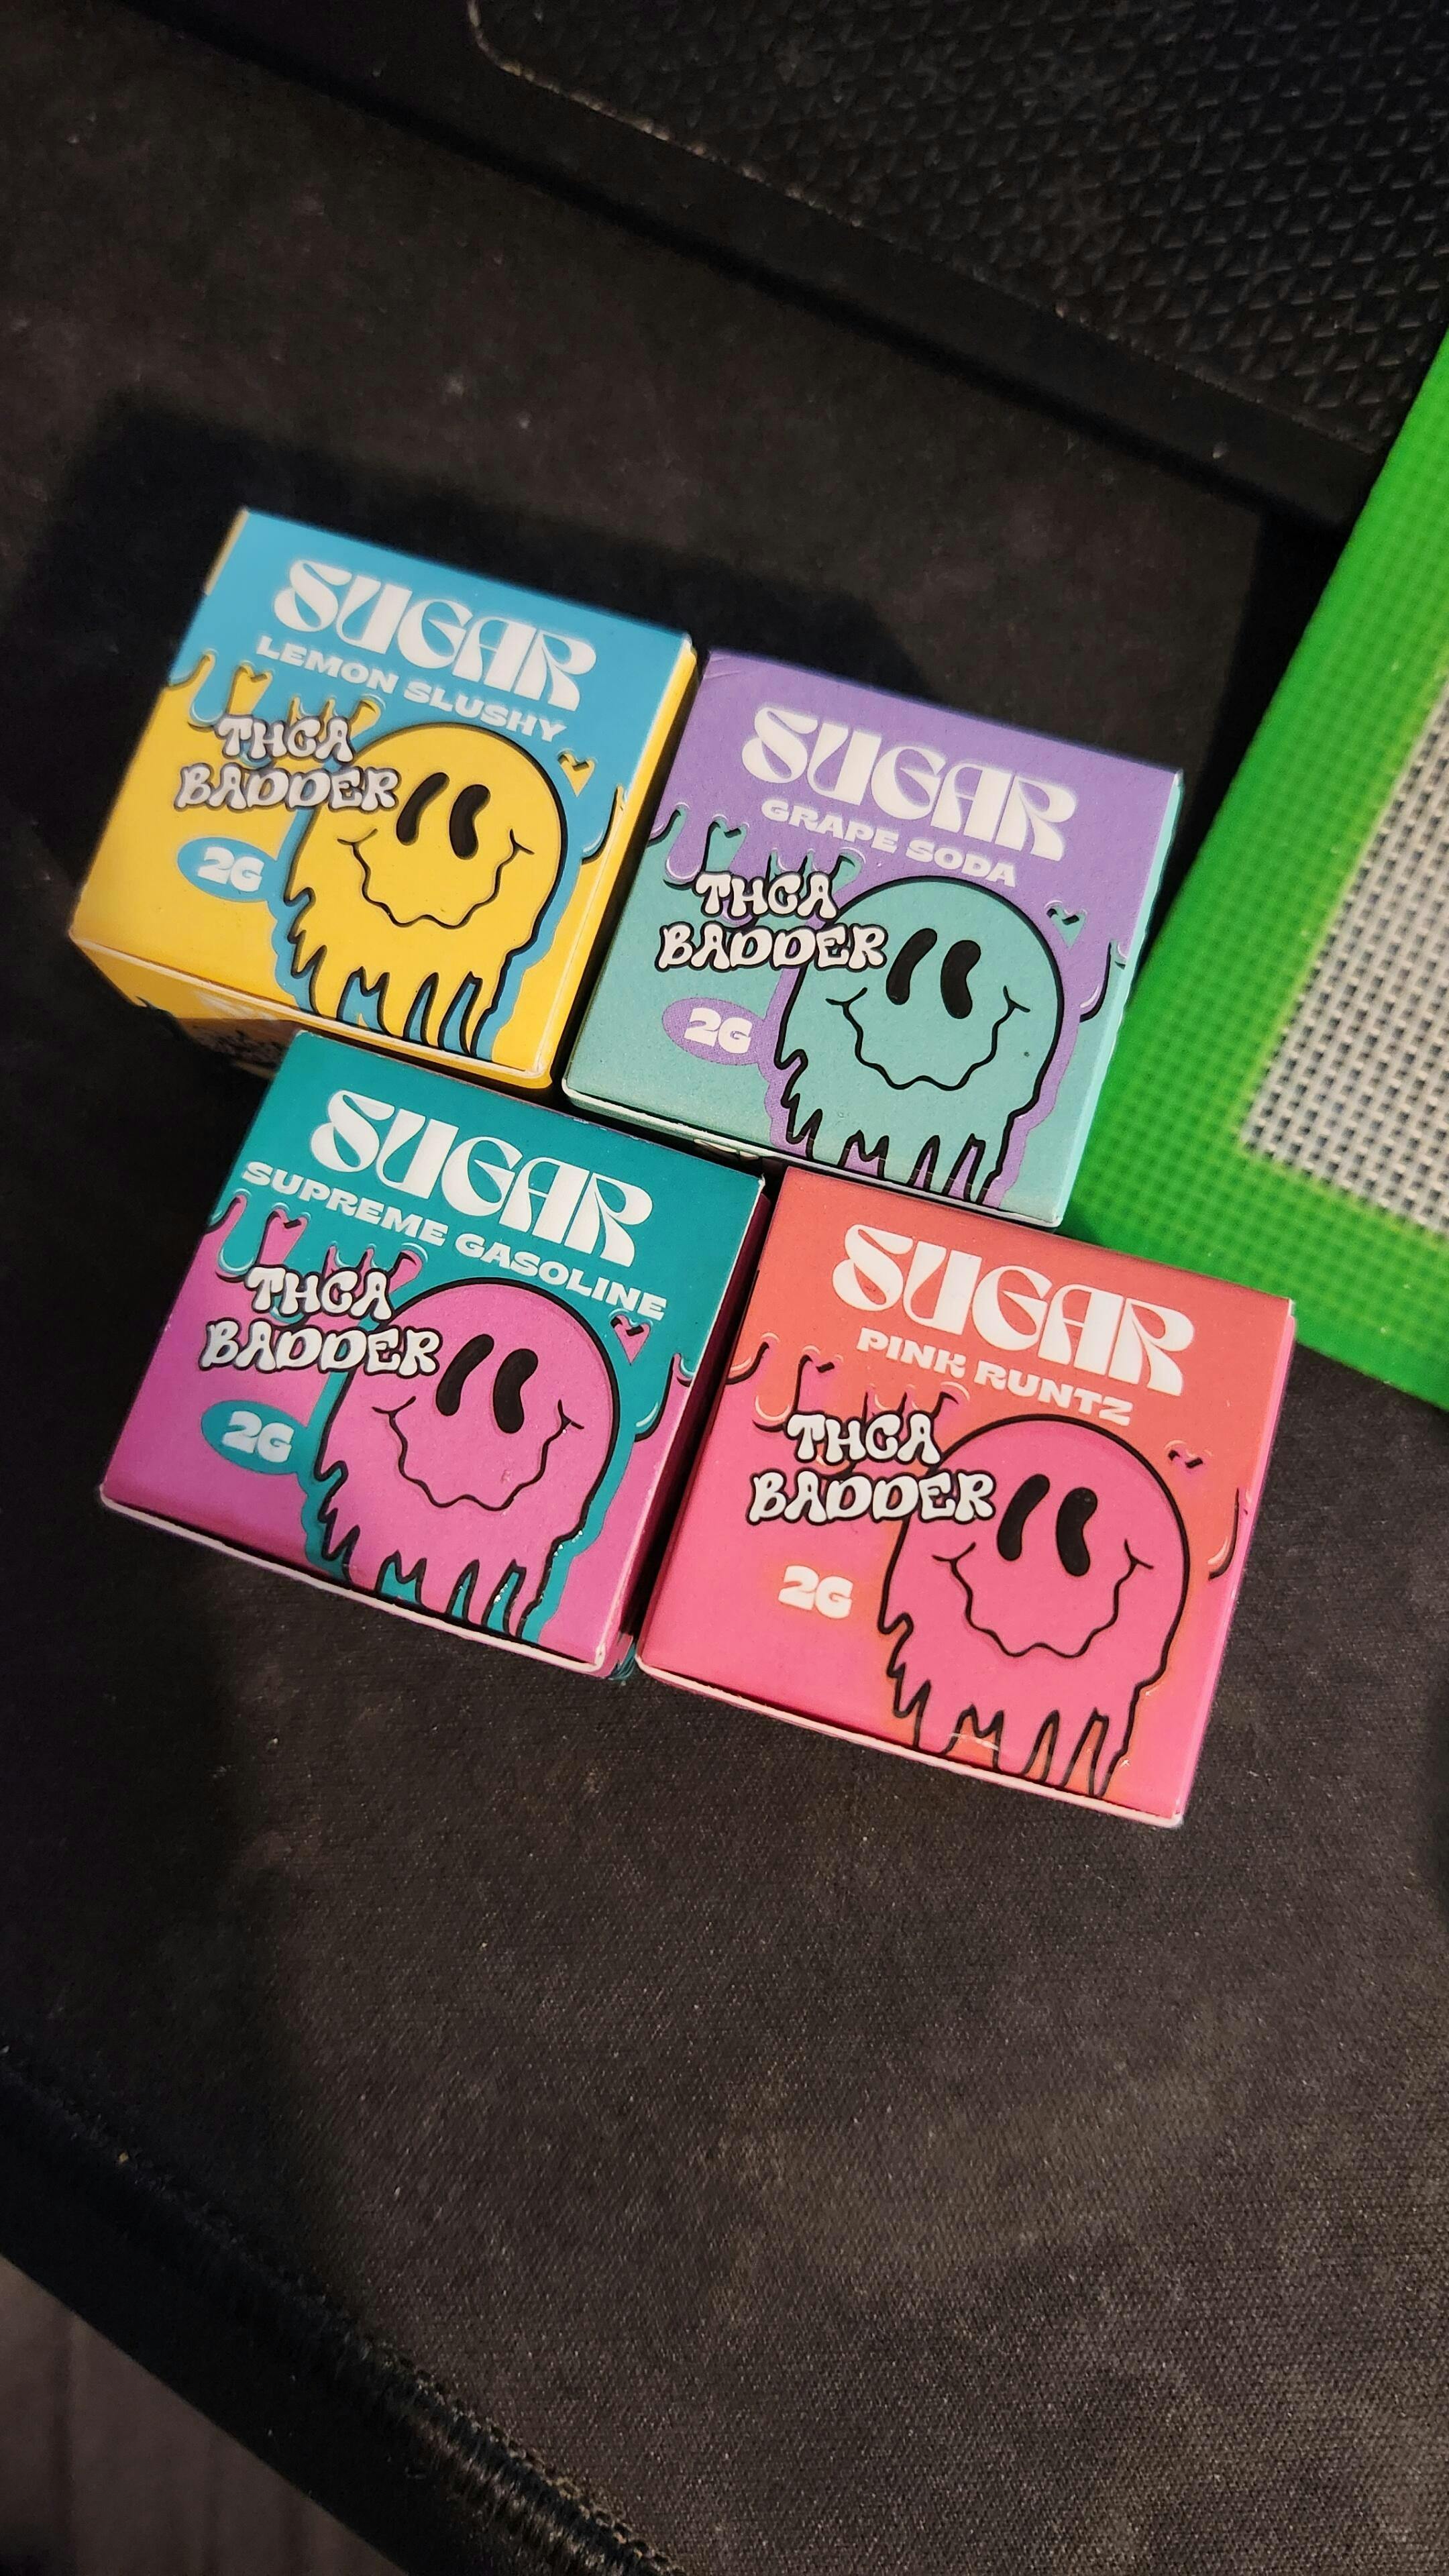 SUGAR
LEMON SLUSHY
THCA
BADDER
2G
SUGAR
GRAPE SODA
THCA
BADDER
2G
SUGAR
SUPREME GASOLINE
THCA
BADDER
2G
SUGAR
PINK RUNTZ
THCA
BADDER
2G